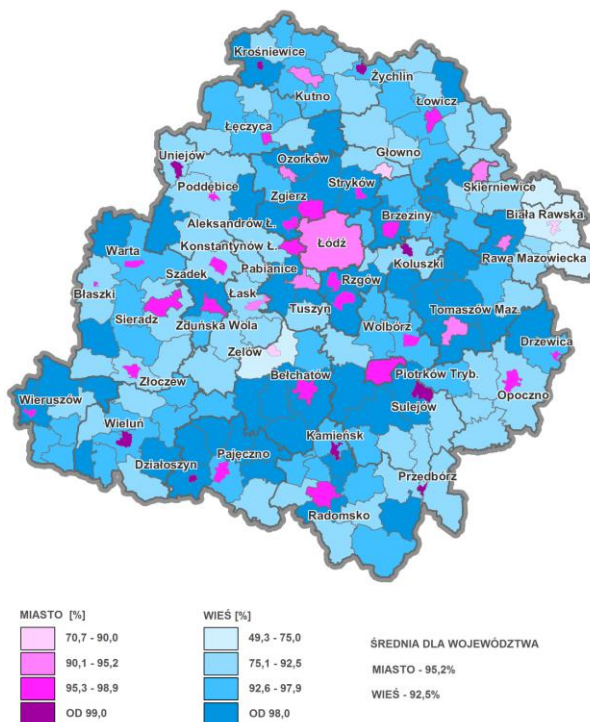 Krośniewice
Żychlin
Kutno
Łowicz
Łęczyca
Uniejów
Ozorków
Głowno
Stryków
Skierniewice
Poddębice
Zgierz
Aleksandrów Ł.
Brzeziny
Biała Rawska
Łódź
Warta
Konstantynów Ł.
Koluszki
Rawa Mazowiecka
Szadek
Pabianice
Błaszki
Łask
Rzgów
Sieradz
Tuszyn
Tomaszów Maz.
Zduńska Wola
Wolbórz
Drzewica
Zelów
Złoczew
Bełchatów
Piotrków Tryb.
Opoczno
Wieruszów
Sulejów
Wieluń
Kamieńsk
Działoszyn
Pajęczno
Przedbórz
Radomsko
MIASTO [%]
70,7 - 90,0
90,1 - 95,2
95,3 - 98,9
OD 99,0
WIEŚ [%]
49,3 - 75,0
75,1 - 92,5
92,6 - 97,9
OD 98,0
ŚREDNIA DLA WOJEWÓDZTWA
MIASTO - 95,2%
WIEŚ - 92,5%